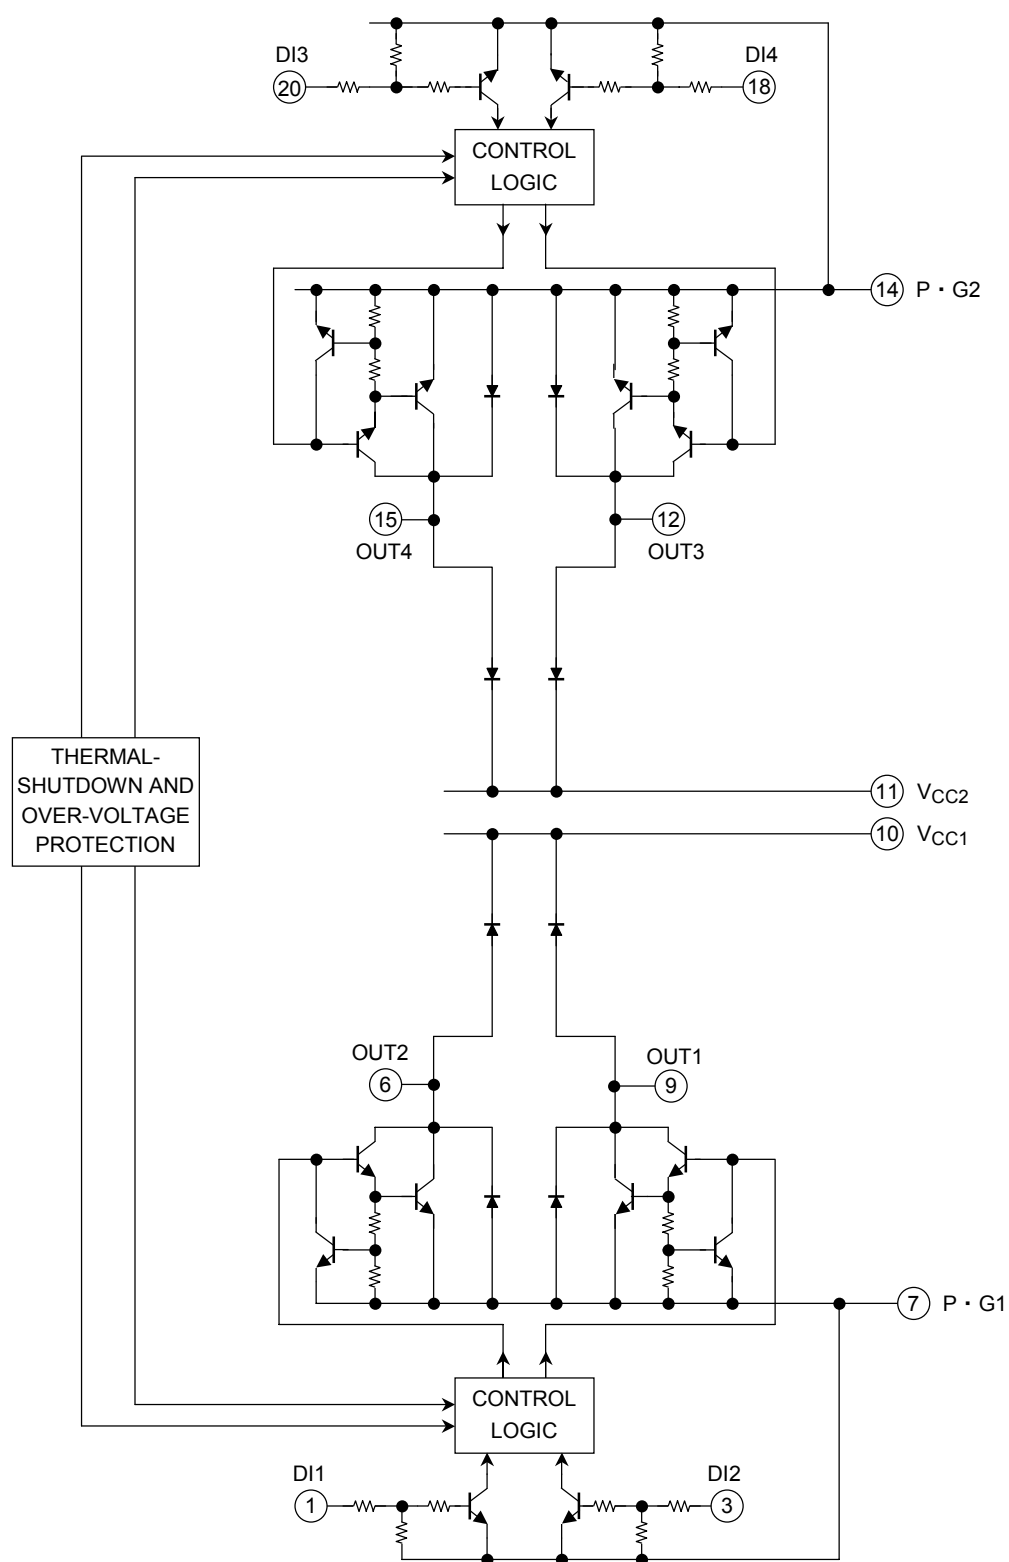 DI3
DI4
20
18
CONTROL
LOGIC
14 P・G2
15
12
OUT4
OUT3
THERMAL-
SHUTDOWN AND
OVER-VOLTAGE
PROTECTION
11 VCC2
10 VCC1
OUT2
OUT1
6
9
7 P・G1
CONTROL
LOGIC
DI1
DI2
1
3